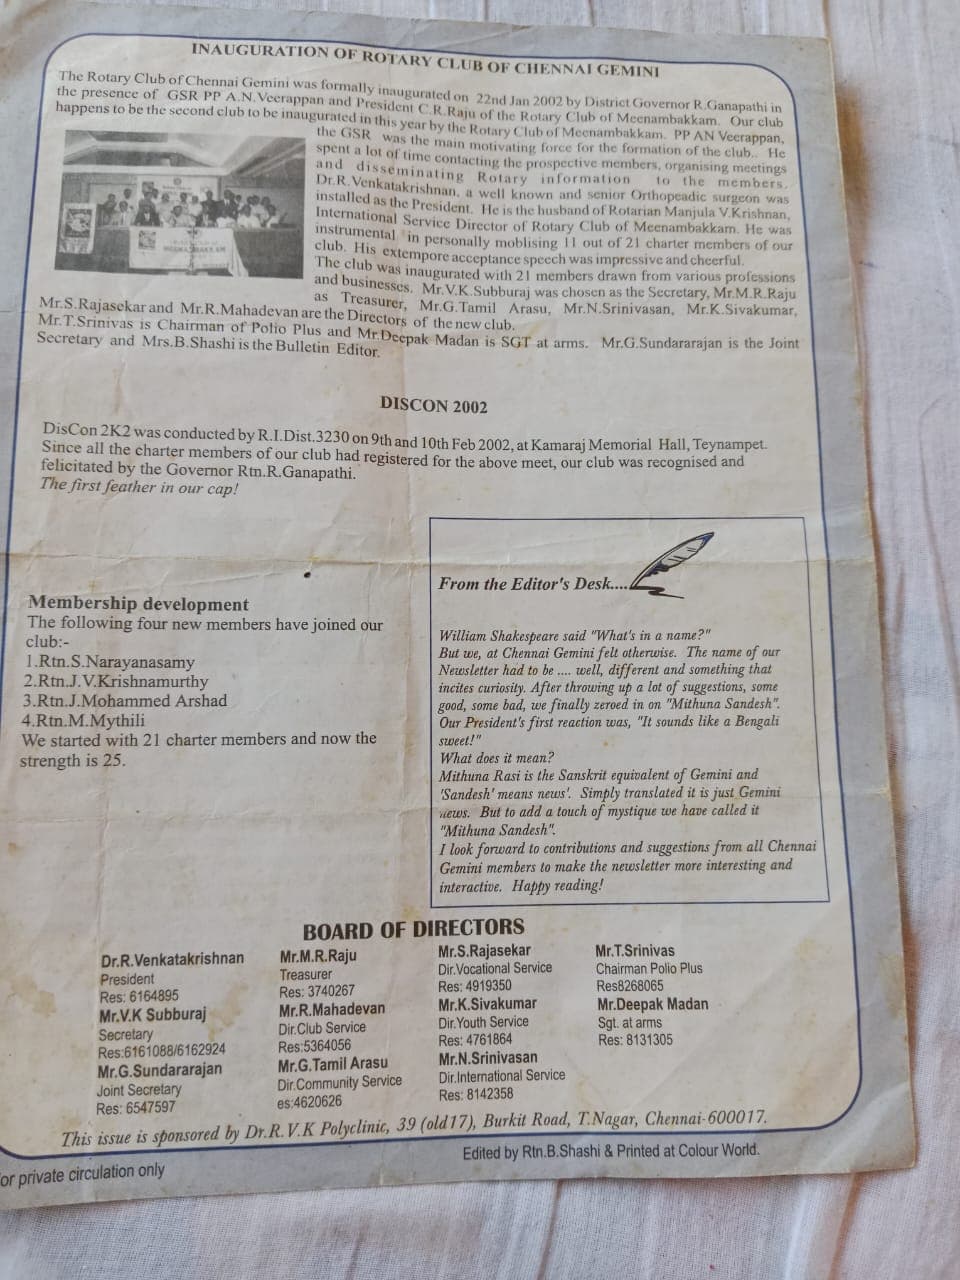 INAUGURATION OF ROTARY CLUB OF CHENNAI GEMINI
The Rotary Club of Chennai Gemini was formally inaugurated on 22nd Jan 2002 by District Governor R.Ganapathi in
the presence of GSR PP A.N.Veerappan and President C.R.Raju of the Rotary Club of Meenambakkam. Our club
happens to be the second club to be inaugurated in this year by the Rotary Club of Meenambakkam. PP AN Veerappan,
the GSR was the main motivating force for the formation of the club.. He
spent a lot of time contacting the prospective members, organising meetings
and disseminating Rotary information to the members.
Dr.R.Venkatakrishnan, a well known and senior Orthopeadic surgeon was
installed as the President. He is the husband of Rotarian Manjula V.Krishnan,
International Service Director of Rotary Club of Meenambakkam. He was
instrumental in personally moblising 11 out of 21 charter members of our
club. His extempore acceptance speech was impressive and cheerful.
The club was inaugurated with 21 members drawn from various professions
and businesses. Mr.V.K.Subburaj was chosen as the Secretary, Mr.M.R.Raju
as Treasurer, Mr.G.Tamil Arasu, Mr.N.Srinivasan, Mr.K.Sivakumar,
Mr.S.Rajasekar and Mr.R.Mahadevan are the Directors of the new club.
Mr.T.Srinivas is Chairman of Polio Plus and Mr.Deepak Madan is SGT at arms. Mr.G.Sundararajan is the Joint
Secretary and Mrs.B.Shashi is the Bulletin Editor.
DISCON 2002
DisCon 2K2 was conducted by R.I.Dist.3230 on 9th and 10th Feb 2002, at Kamaraj Memorial Hall, Teynampet.
Since all the charter members of our club had registered for the above meet, our club was recognised and
felicitated by the Governor Rtn.R.Ganapathi.
The first feather in our cap!
Membership development
The following four new members have joined our
club:-
1.Rtn.S.Narayanasamy
2.Rtn.J.V.Krishnamurthy
3.Rtn.J.Mohammed Arshad
4.Rtn.M.Mythili
We started with 21 charter members and now the
strength is 25.
From the Editor's Desk....
William Shakespeare said "What's in a name?"
But we, at Chennai Gemini felt otherwise. The name of our
Newsletter had to be .... well, different and something that
incites curiosity. After throwing up a lot of suggestions, some
good, some bad, we finally zeroed in on "Mithuna Sandesh".
Our President's first reaction was, "It sounds like a Bengali
sweet!"
What does it mean?
Mithuna Rasi is the Sanskrit equivalent of Gemini and
'Sandesh' means news'. Simply translated it is just Gemini
news. But to add a touch of mystique we have called it
"Mithuna Sandesh".
I look forward to contributions and suggestions from all Chennai
Gemini members to make the newsletter more interesting and
interactive. Happy reading!
BOARD OF DIRECTORS
Dr.R.Venkatakrishnan
President
Res: 6164895
Mr.V.K Subburaj
Secretary
Res:6161088/6162924
Mr.G.Sundararajan
Joint Secretary
Res: 6547597
Mr.M.R.Raju
Treasurer
Res: 3740267
Mr.R.Mahadevan
Dir.Club Service
Res:5364056
Mr.G.Tamil Arasu
Dir.Community Service
es:4620626
Mr.S.Rajasekar
Dir.Vocational Service
Res: 4919350
Mr.K.Sivakumar
Dir.Youth Service
Res: 4761864
Mr.N.Srinivasan
Dir.International Service
Res: 8142358
Mr.T.Srinivas
Chairman Polio Plus
Res8268065
Mr.Deepak Madan
Sgt. at arms
Res: 8131305
This issue is sponsored by Dr.R.V.K Polyclinic, 39 (old17), Burkit Road, T.Nagar, Chennai-600017.
or private circulation only
Edited by Rtn.B.Shashi & Printed at Colour World.